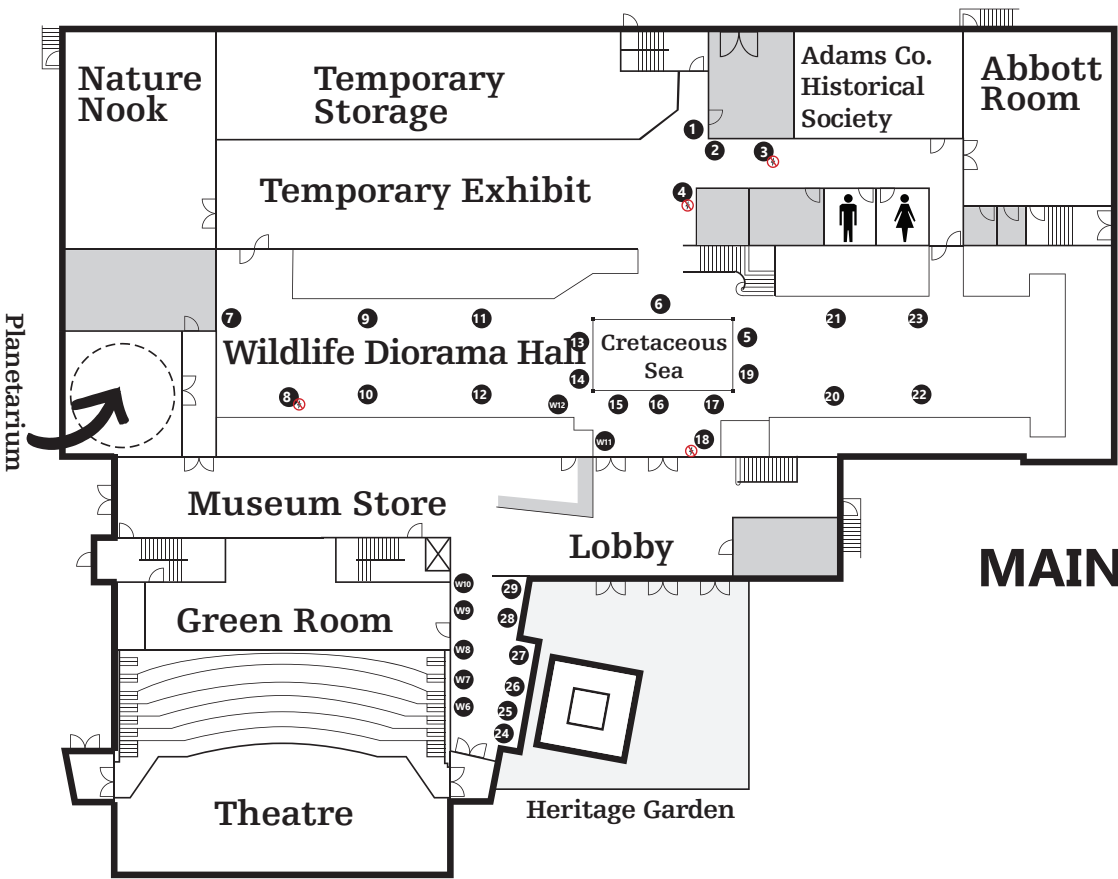 Nature
Nook
Temporary
Storage
Adams Co.
Historical
Society
Abbott
Room
1
2
3
Temporary Exhibit
4
6
7
9
11
21
23
13
Cretaceous
Sea
5
Wildlife Diorama Hall
14
19
8
10
12
W12
15
16
17
20
22
W11
18
Planetarium
Museum Store
Lobby
MAIN
W10
29
W9
28
Green Room
W8
27
W7
26
W6
25
24
Theatre
Heritage Garden